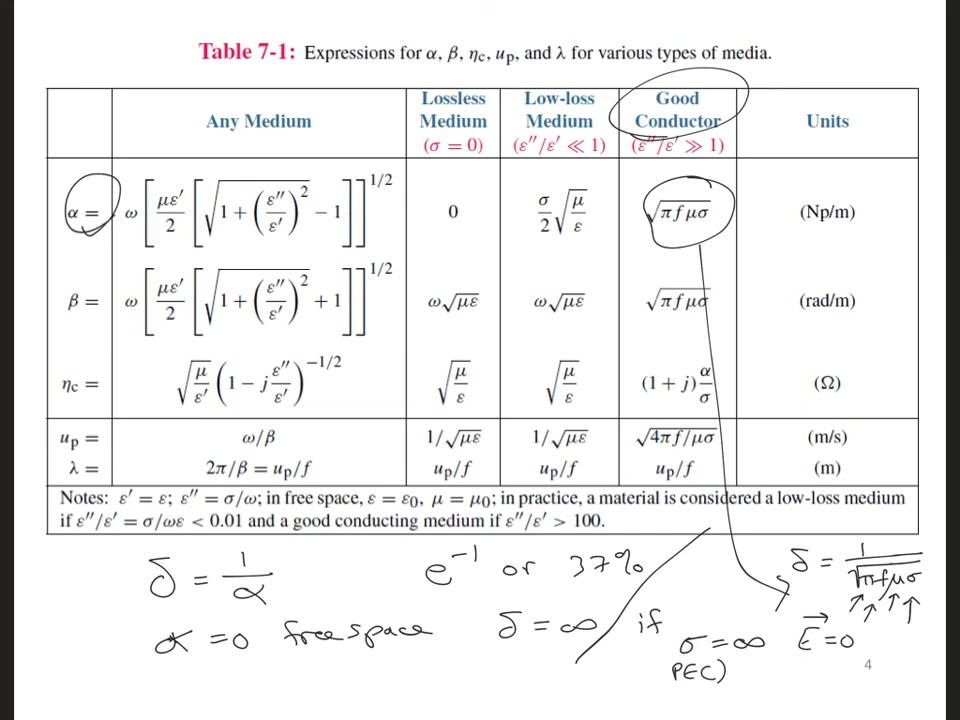 Table 7-1: Expressions for α, β, ηc, up, and λ for various types of media.
Any Medium | Lossless Medium (σ = 0) | Low-loss Medium (ε″/ε′ ≪ 1) | Good Conductor (ε″/ε′ ≫ 1) | Units
α = | ω [με′/2 [√(1 + (ε″/ε′)²) − 1]]^1/2 | 0 | σ/2 √(μ/ε) | √(π f μσ) | (Np/m)
β = | ω [με′/2 [√(1 + (ε″/ε′)²) + 1]]^1/2 | ω√(με) | ω√(με) | √(π f μσ) | (rad/m)
ηc = | √(μ/ε′) (1 − j ε″/ε′)^−1/2 | √(μ/ε) | √(μ/ε) | (1 + j) α/σ | (Ω)
up = | ω/β | 1/√(με) | 1/√(με) | √(4π f/μσ) | (m/s)
λ = | 2π/β = up/f | up/f | up/f | up/f | (m)
Notes: ε′ = ε; ε″ = σ/ω; in free space, ε = ε0, μ = μ0; in practice, a material is considered a low-loss medium
if ε″/ε′ = σ/ωε < 0.01 and a good conducting medium if ε″/ε′ > 100.
δ = 1/α e^-1 or 37% δ = 1/√(πfμσ)
α = 0 free space δ = ∞ if σ = ∞ E⃗ = 0
PEC)
4